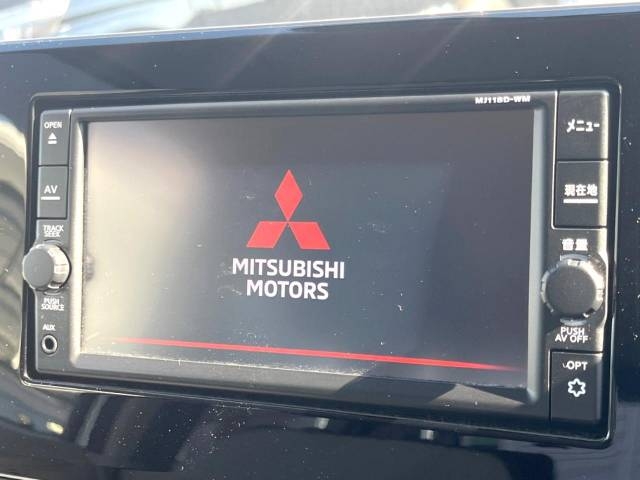 MJ118D-WM
OPEN
AV
TRACK
SEEK
PUSH
SOURCE
AUX
MITSUBISHI
MOTORS
メニュー
現在地
音量
PUSH
AV OFF
OPT